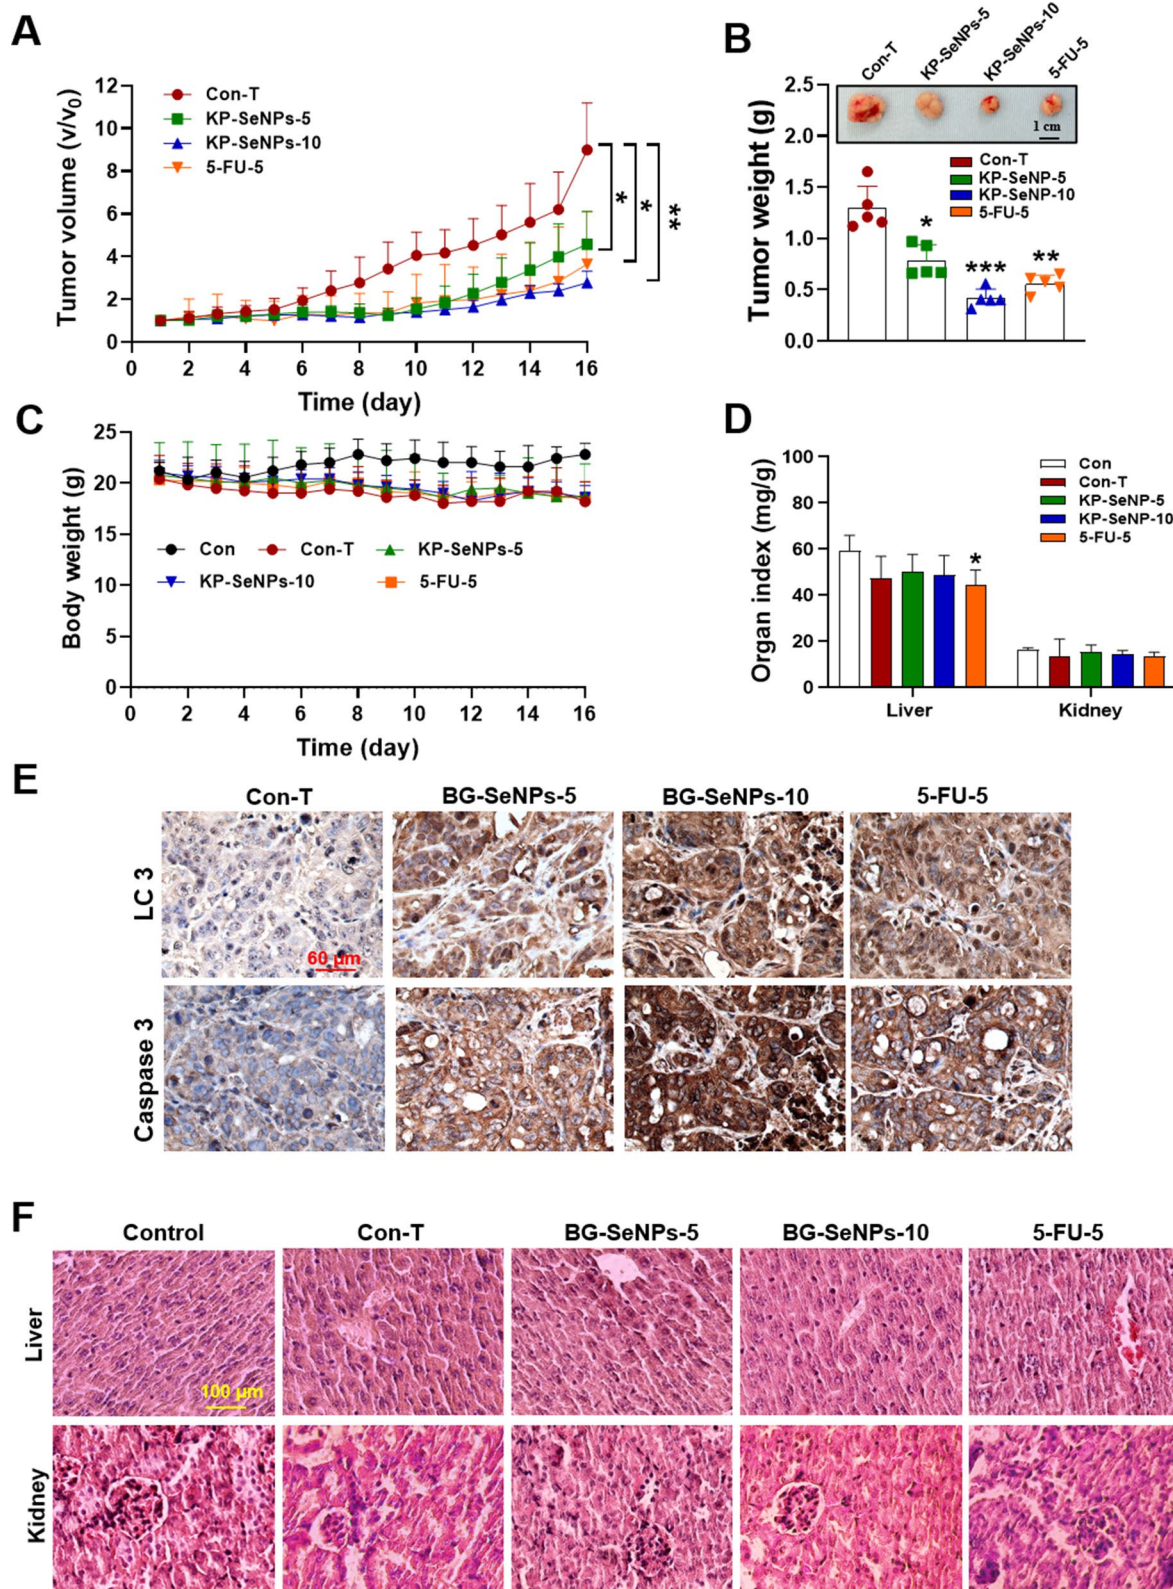 A
Tumor volume (v/v0)
12
10
8
6
4
2
0
Con-T
KP-SeNPs-5
KP-SeNPs-10
5-FU-5
*
*
**
0 2 4 6 8 10 12 14 16
Time (day)
B
Con-T KP-SeNPs-5 KP-SeNPs-10 5-FU-5
Tumor weight (g)
2.5
2.0
1.5
1.0
0.5
0.0
1 cm
Con-T
KP-SeNP-5
KP-SeNP-10
5-FU-5
*
***
**
C
Body weight (g)
25
20
15
10
5
0
Con Con-T KP-SeNPs-5
KP-SeNPs-10 5-FU-5
0 2 4 6 8 10 12 14 16
Time (day)
D
Organ index (mg/g)
100
80
60
40
20
0
Con
Con-T
KP-SeNP-5
KP-SeNP-10
5-FU-5
*
Liver Kidney
E
Con-T BG-SeNPs-5 BG-SeNPs-10 5-FU-5
LC 3
60 μm
Caspase 3
F
Control Con-T BG-SeNPs-5 BG-SeNPs-10 5-FU-5
Liver
100 μm
Kidney